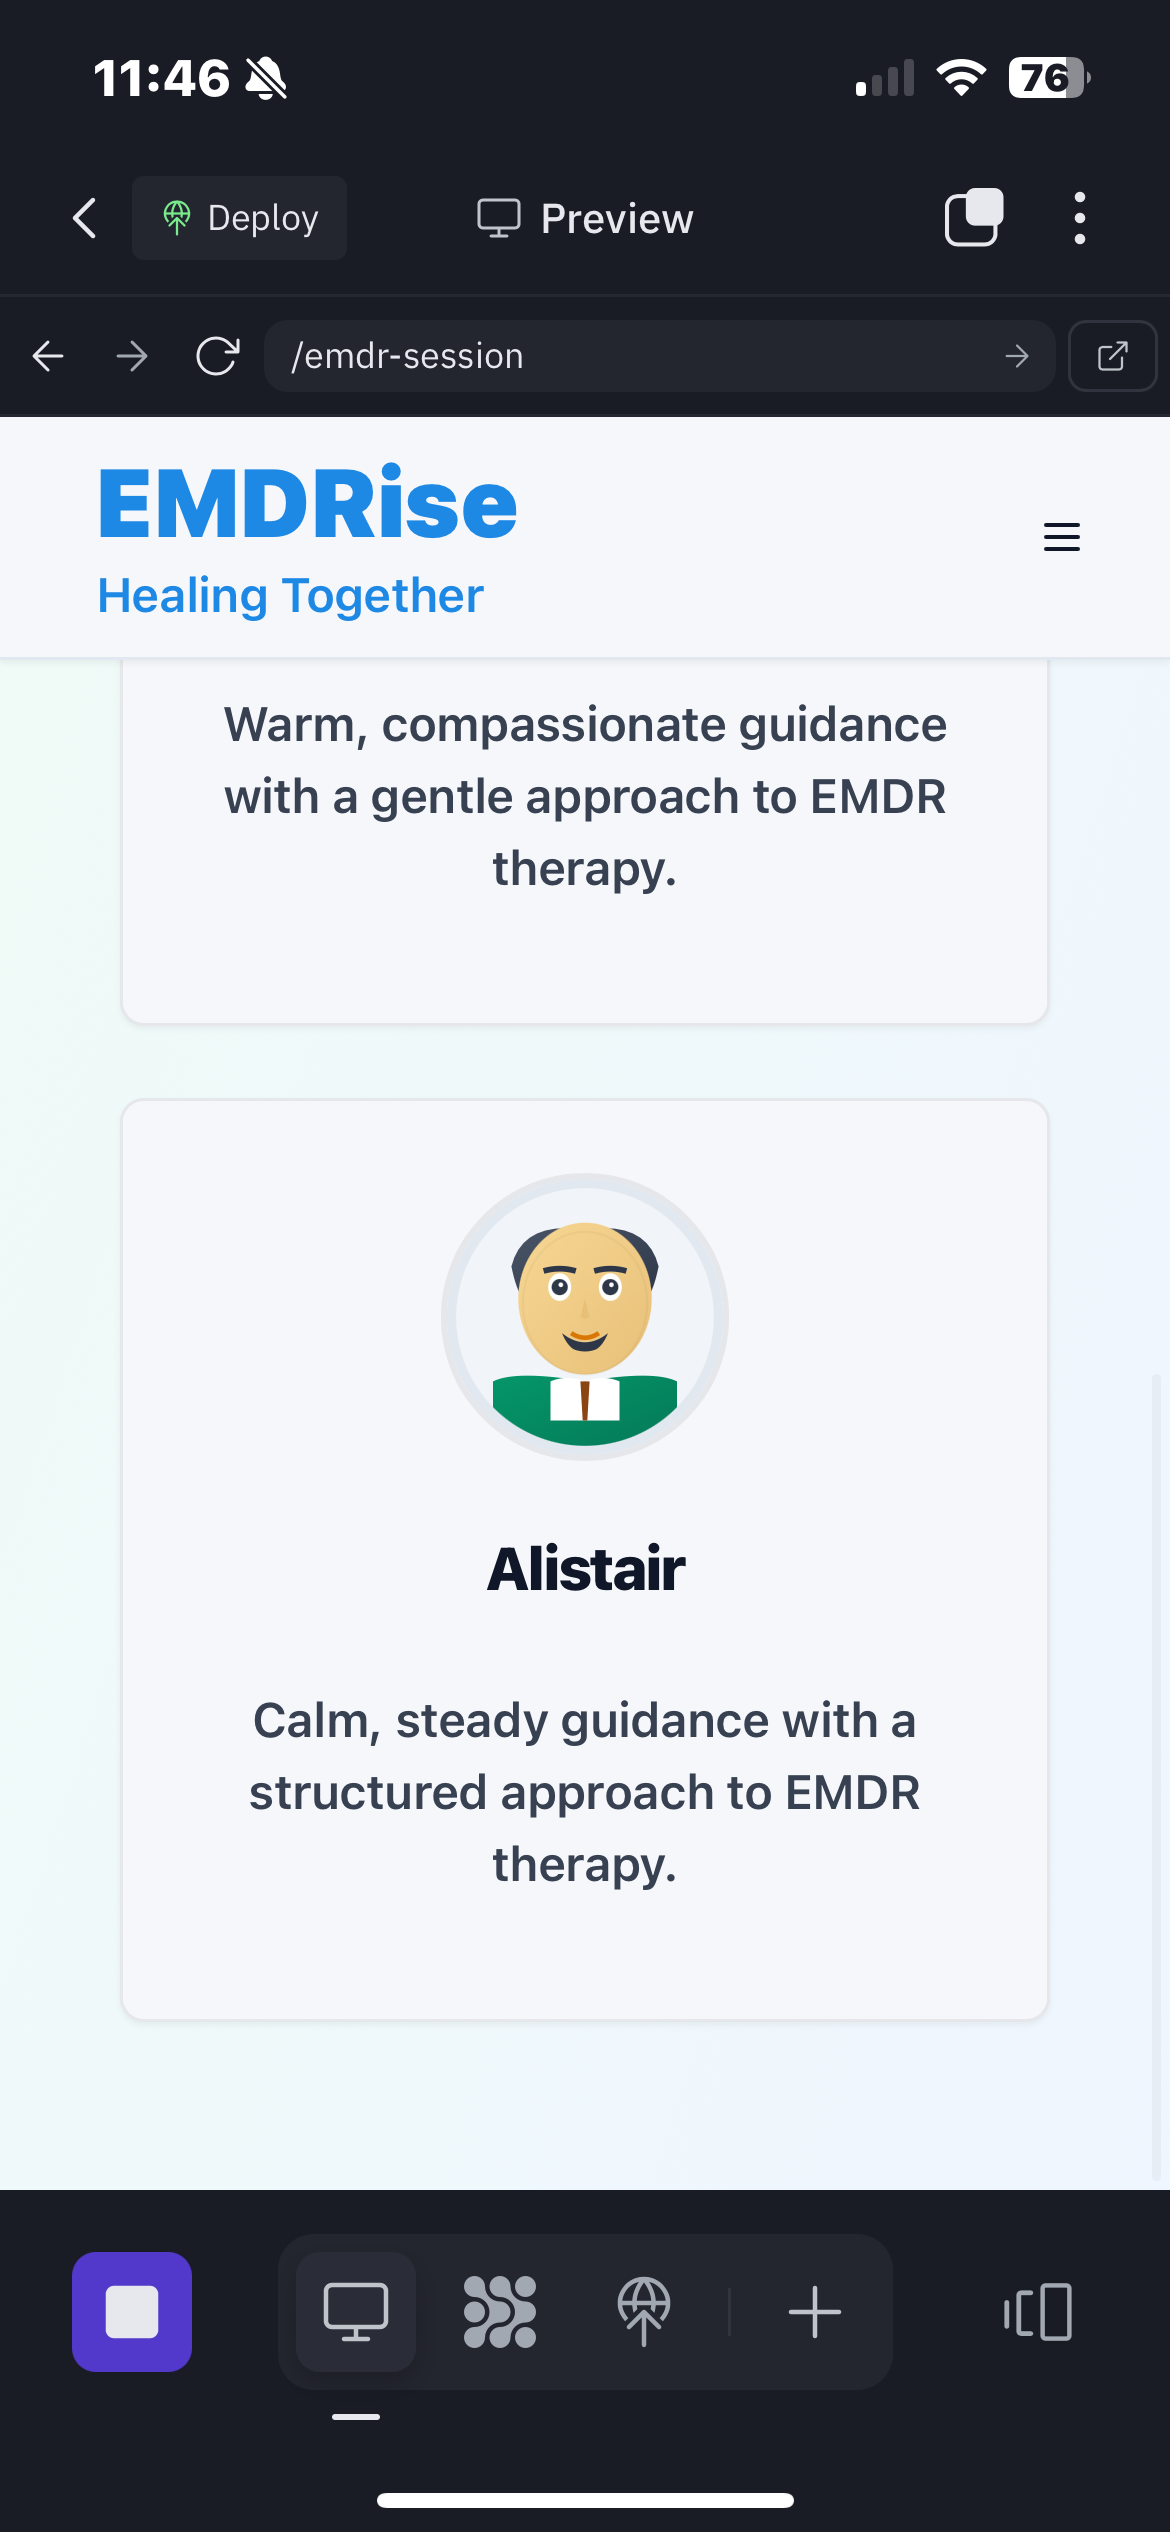 11:46
76
Deploy
Preview
/emdr-session
EMDRise
Healing Together
Warm, compassionate guidance
with a gentle approach to EMDR
therapy.
Alistair
Calm, steady guidance with a
structured approach to EMDR
therapy.